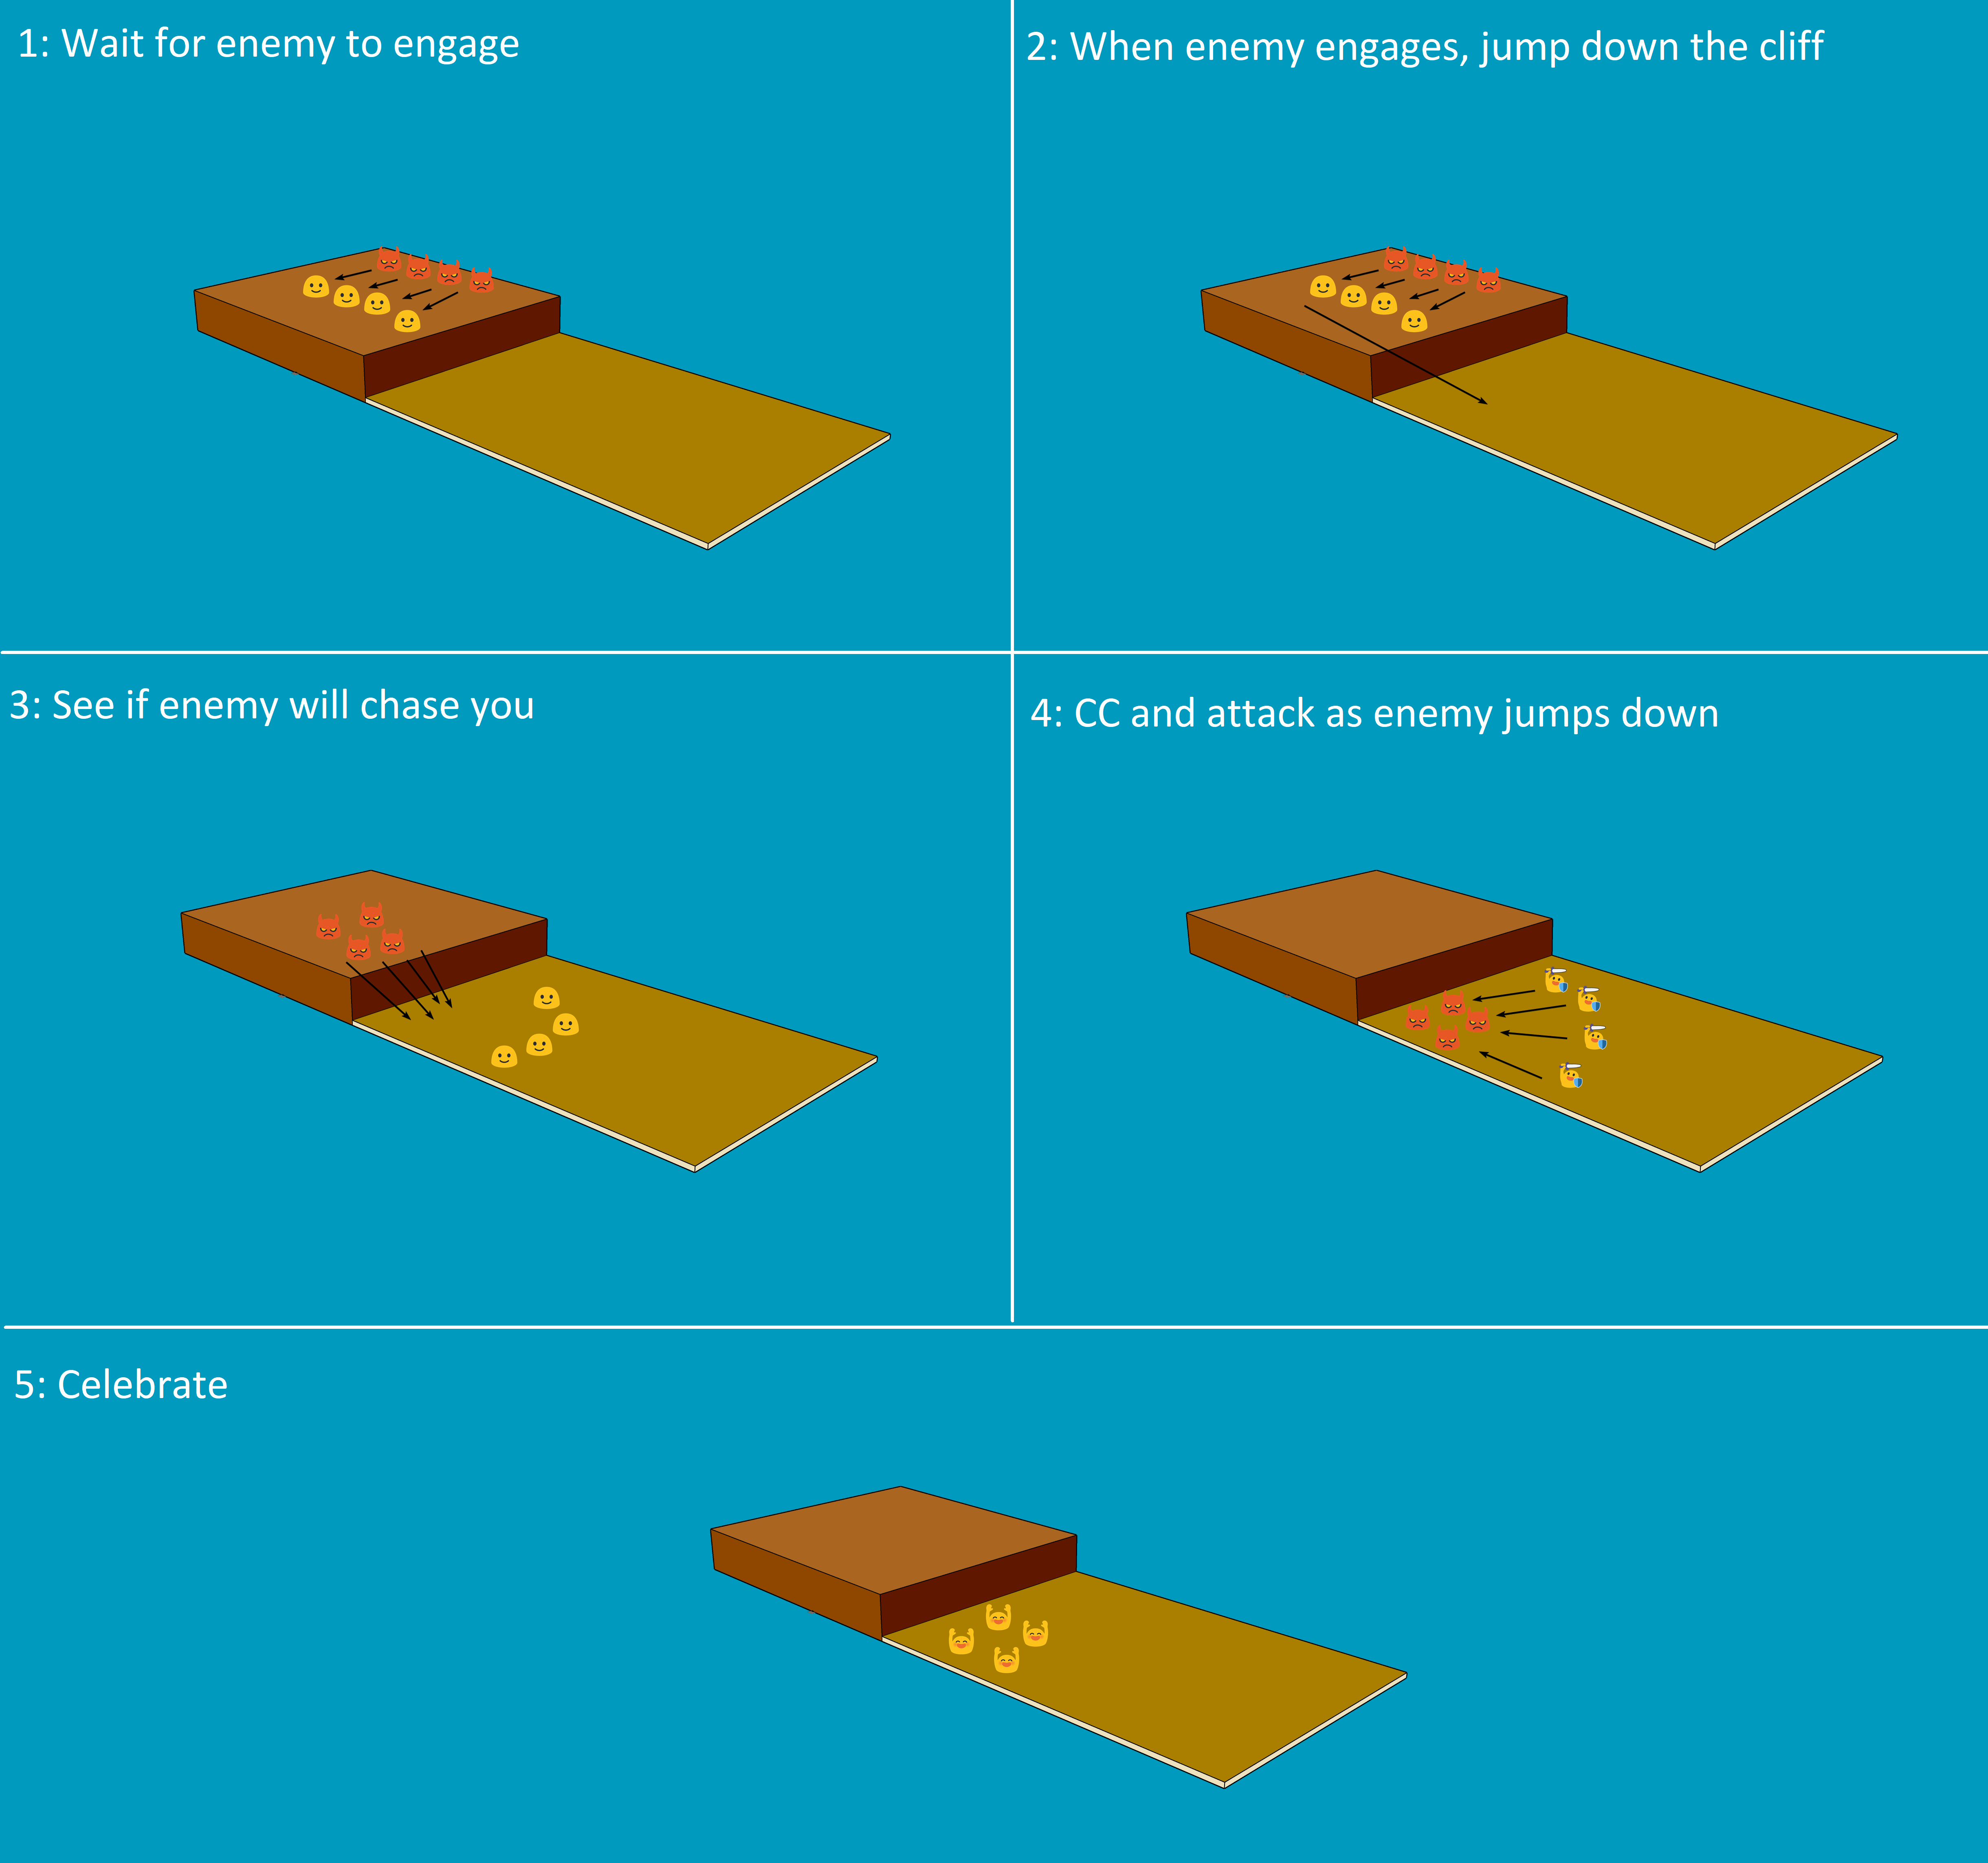 1: Wait for enemy to engage
2: When enemy engages, jump down the cliff
3: See if enemy will chase you
4: CC and attack as enemy jumps down
5: Celebrate